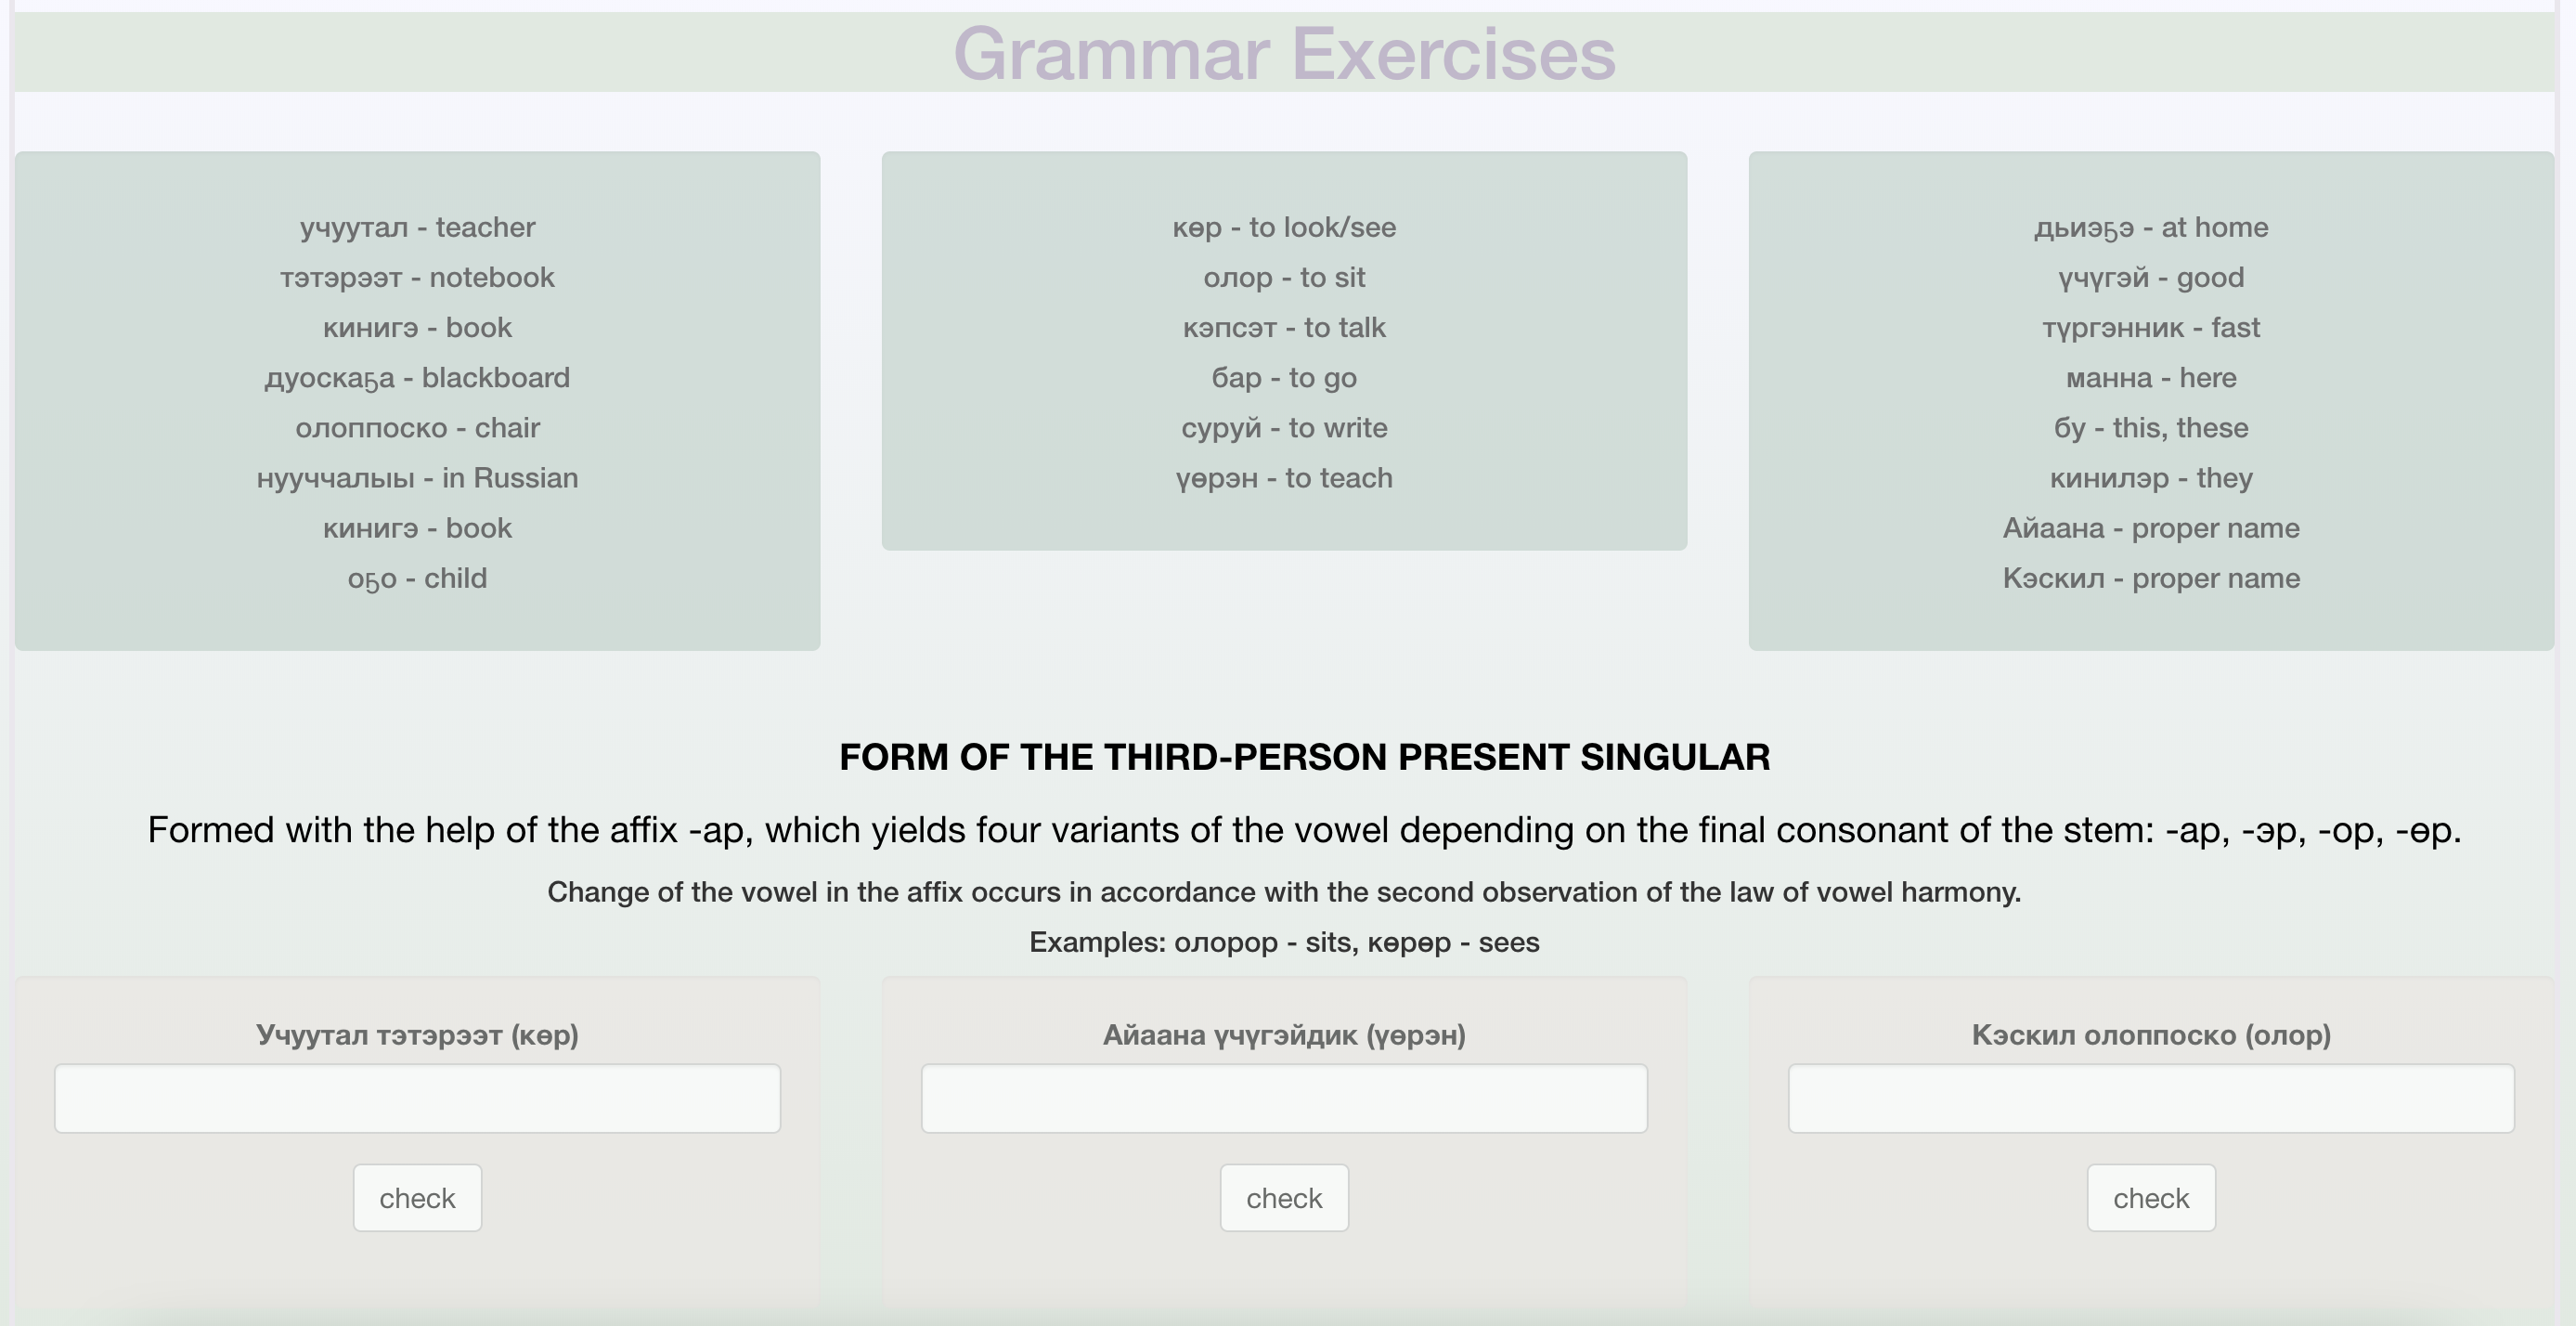 Grammar Exercises
учуутал - teacher
тэтэрээт - notebook
кинигэ - book
дуоскаҕа - blackboard
олоппоско - chair
нууччалыы - in Russian
кинигэ - book
оҕо - child
көр - to look/see
олор - to sit
кэпсэт - to talk
бар - to go
суруй - to write
үөрэн - to teach
дьиэҕэ - at home
үчүгэй - good
түргэнник - fast
манна - here
бу - this, these
кинилэр - they
Айаана - proper name
Кэскил - proper name
FORM OF THE THIRD-PERSON PRESENT SINGULAR
Formed with the help of the affix -ар, which yields four variants of the vowel depending on the final consonant of the stem: -ар, -эр, -ор, -өр.
Change of the vowel in the affix occurs in accordance with the second observation of the law of vowel harmony.
Examples: олорор - sits, көрөр - sees
Учуутал тэтэрээт (көр)
check
Айаана үчүгэйдик (үөрэн)
check
Кэскил олоппоско (олор)
check